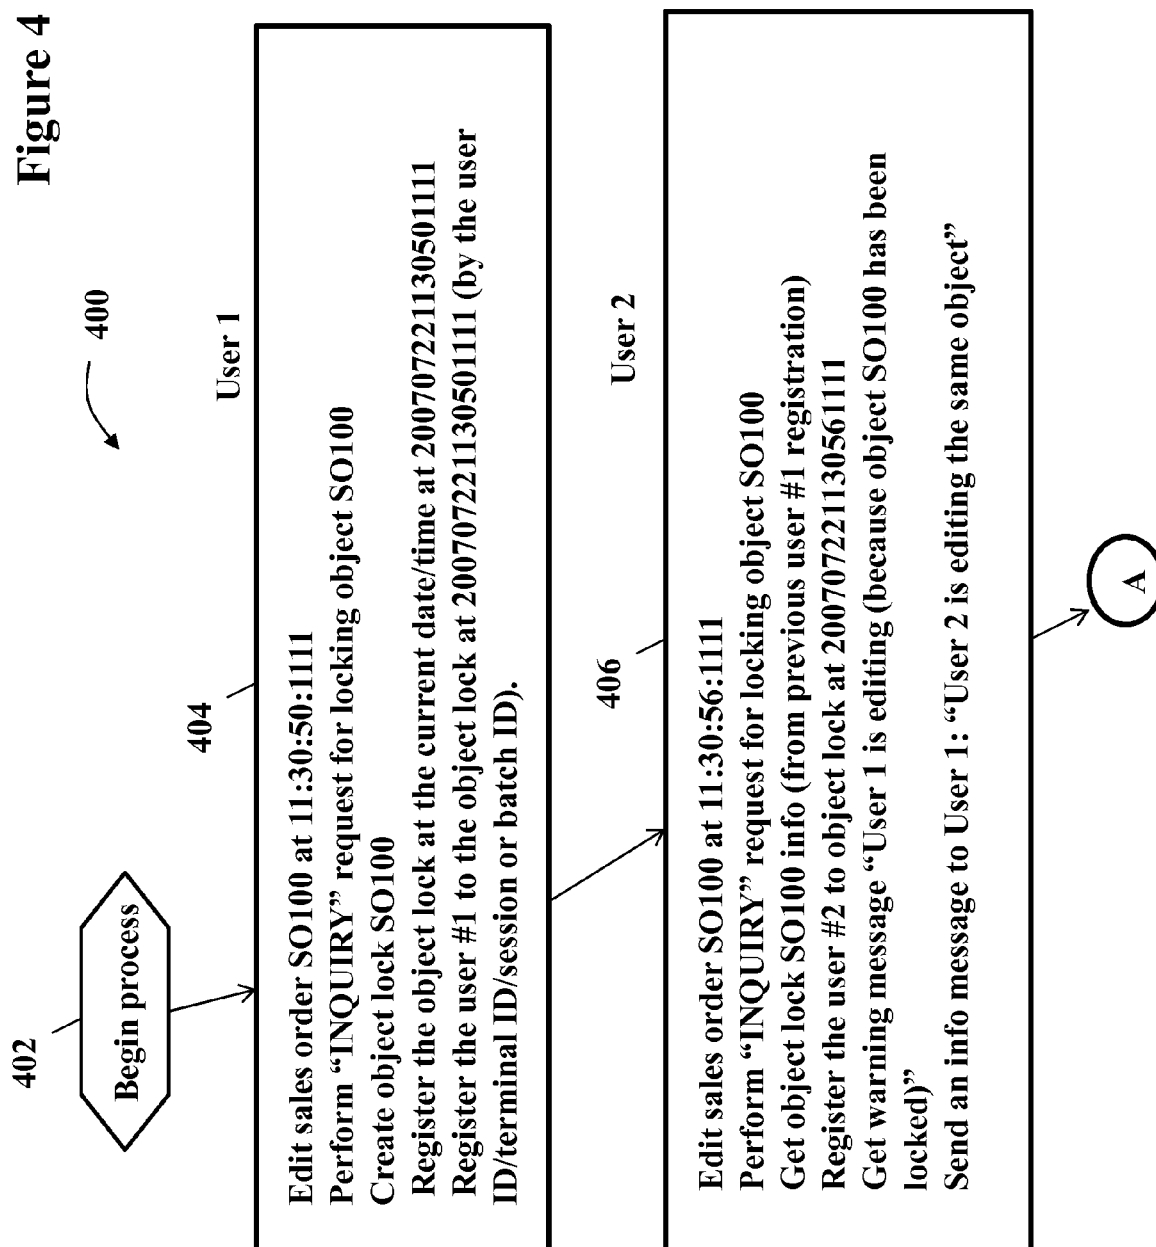 Figure 4
400
402
Begin process
User 1
404
Edit sales order SO100 at 11:30:50:1111
Perform “INQUIRY” request for locking object SO100
Create object lock SO100
Register the object lock at the current date/time at 200707221130501111
Register the user #1 to the object lock at 200707221130501111 (by the user
ID/terminal ID/session or batch ID).
User 2
406
Edit sales order SO100 at 11:30:56:1111
Perform “INQUIRY” request for locking object SO100
Get object lock SO100 info (from previous user #1 registration)
Register the user #2 to object lock at 200707221130561111
Get warning message “User 1 is editing (because object SO100 has been
locked)”
Send an info message to User 1: “User 2 is editing the same object”
A